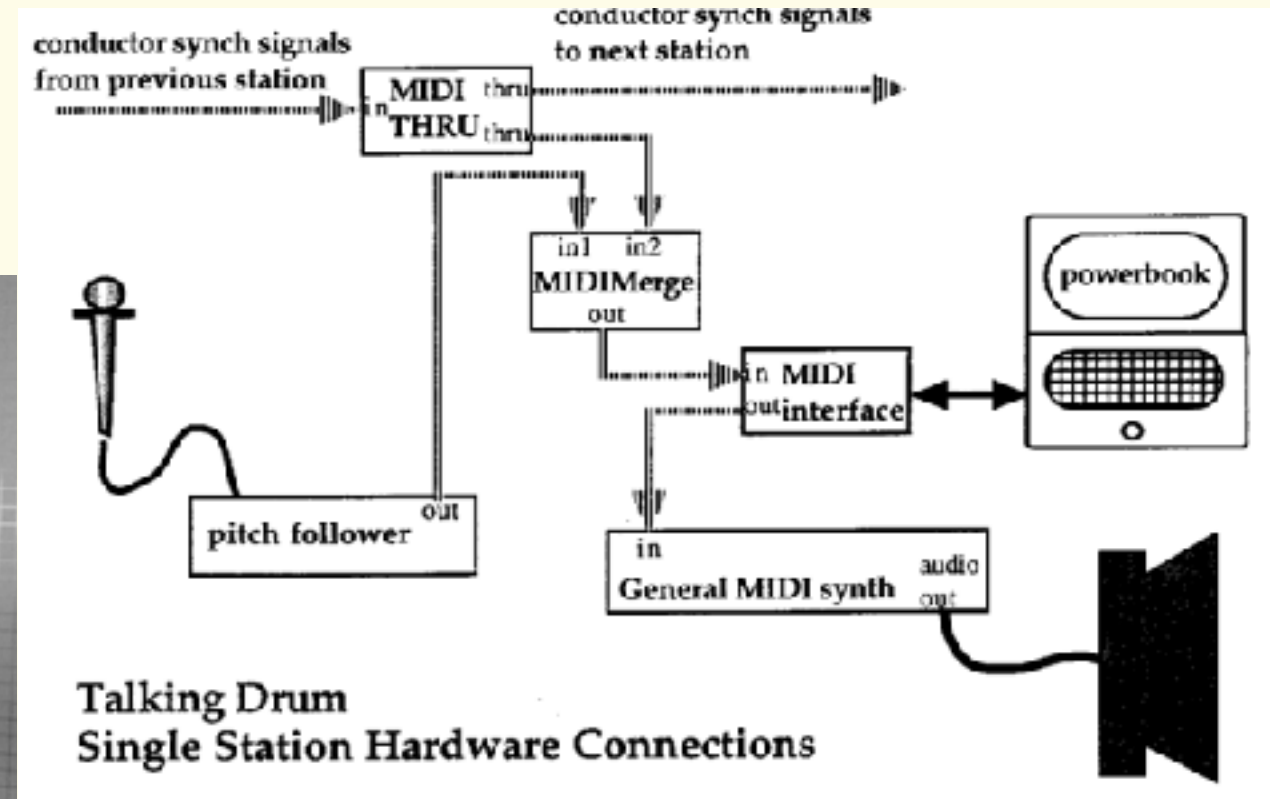 conductor synch signals
to next station
conductor synch signals
from previous station
in
MIDI
THRU
thru
thru
in1 in2
MIDIMerge
out
powerbook
in MIDI
out interface
out
pitch follower
in
General MIDI synth
audio
out
Talking Drum
Single Station Hardware Connections